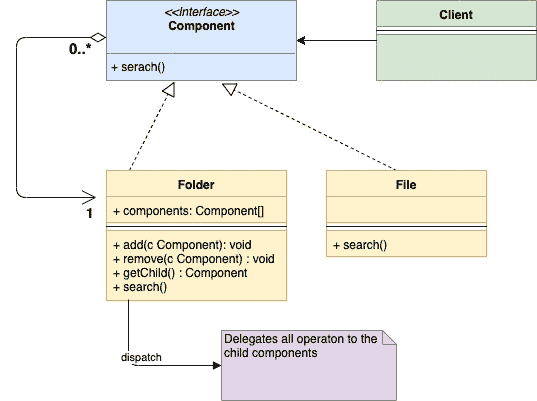 <<Interface>>
Component
+ serach()
Client
0..*
1
Folder
+ components: Component[]
+ add(c Component): void
+ remove(c Component) : void
+ getChild() : Component
+ search()
File
+ search()
dispatch
Delegates all operaton to the
child components